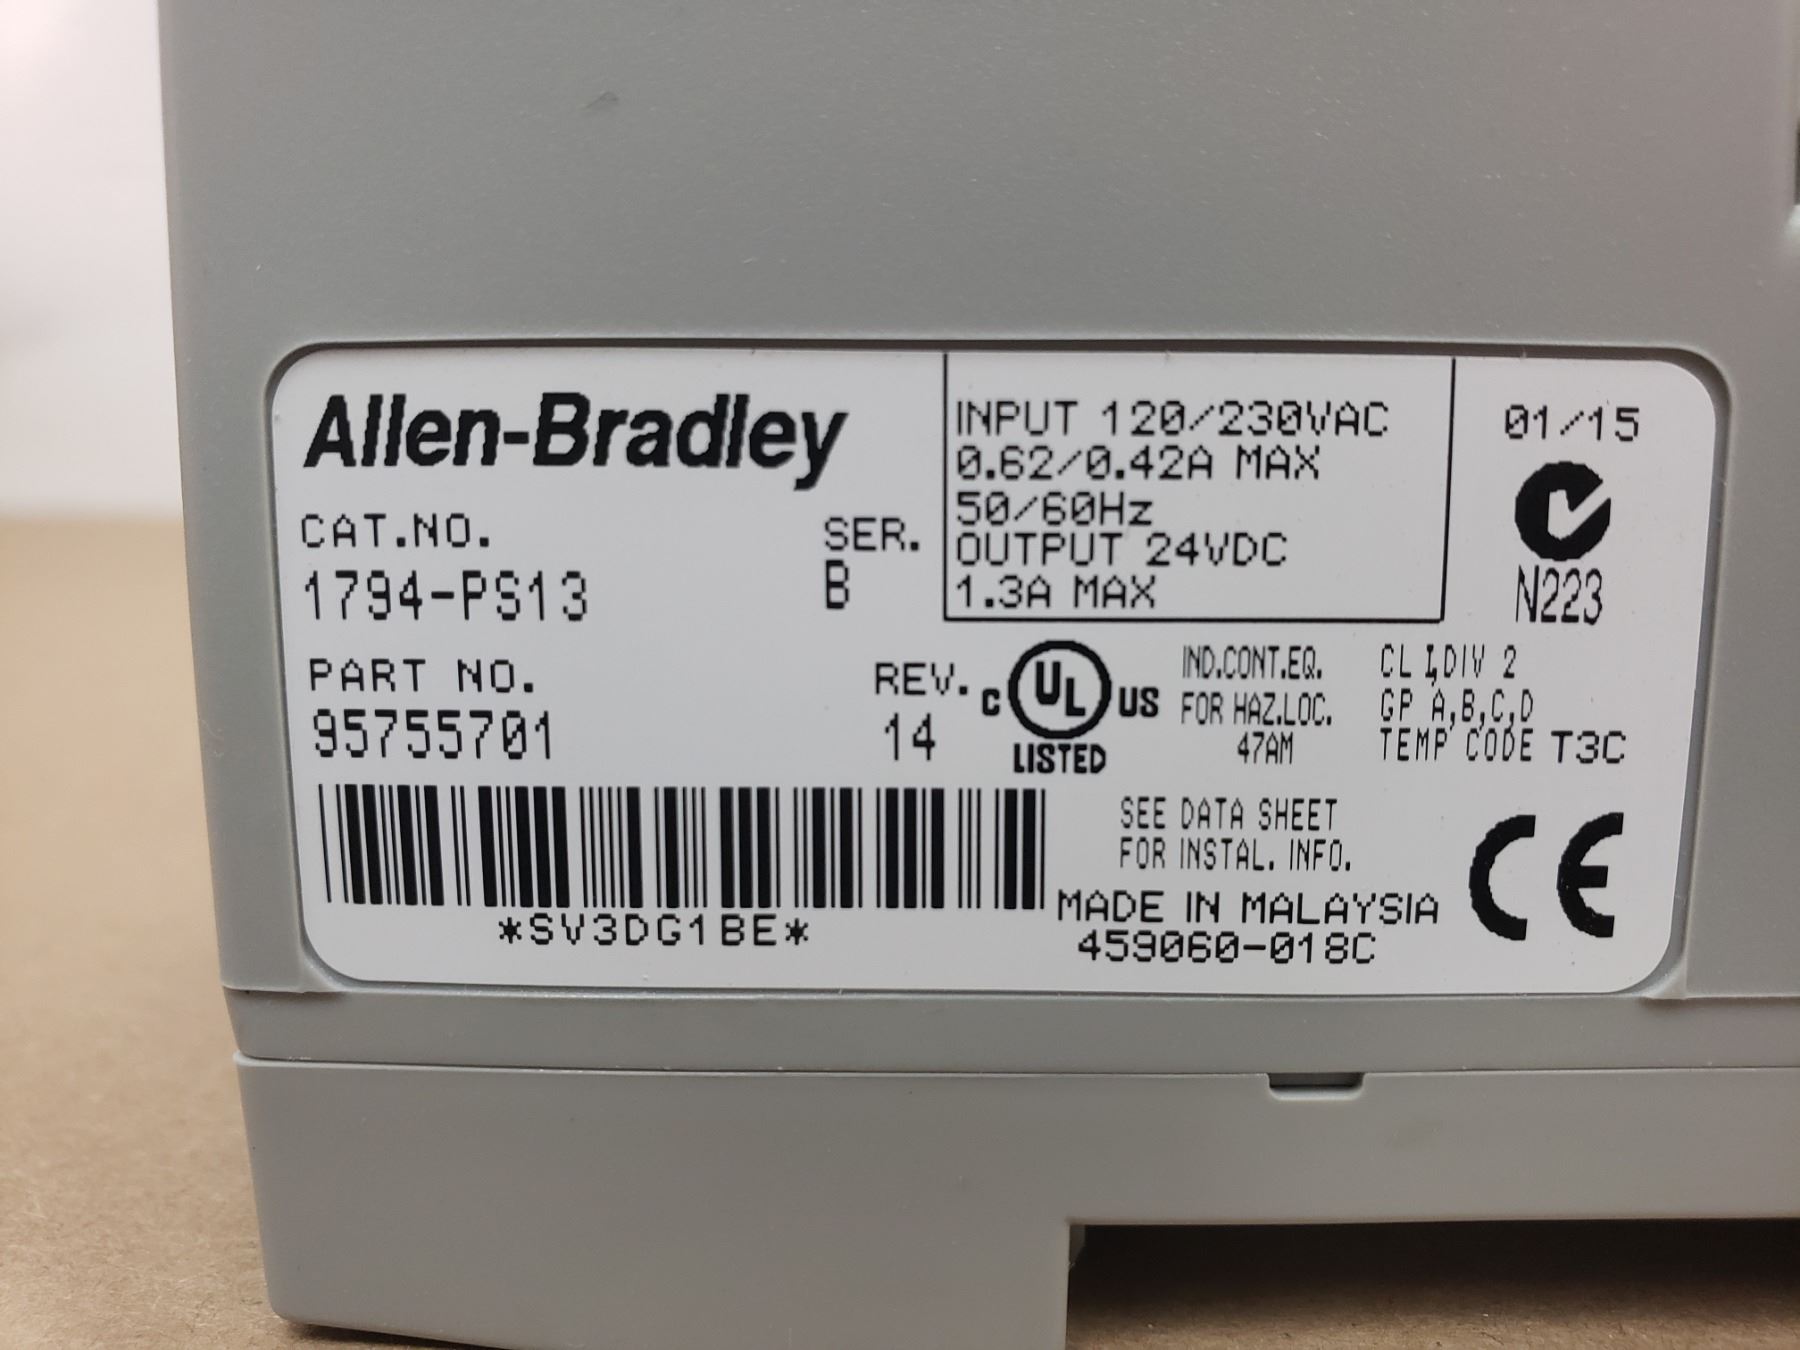 Allen-Bradley
CAT.NO.
1794-PS13
SER.
B
PART NO.
95755701
REV.
14
*SV3DG1BE*
INPUT 120/230VAC
0.62/0.42A MAX
50/60Hz
OUTPUT 24VDC
1.3A MAX
01/15
N223
C UL US
LISTED
IND.CONT.EQ.
FOR HAZ.LOC.
47AM
CL I,DIV 2
GP A,B,C,D
TEMP CODE T3C
SEE DATA SHEET
FOR INSTAL. INFO.
MADE IN MALAYSIA
459060-018C
CE